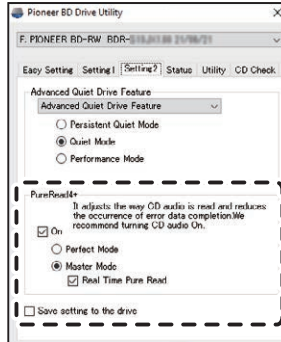 Pioneer BD Drive Utility
F. PIONEER BD-RW BDR- 21/06/21
Easy Setting Setting1 Setting2 Status Utility CD Check
Advanced Quiet Drive Feature
Advanced Quiet Drive Feature
Persistent Quiet Mode
Quiet Mode
Performance Mode
PureRead4+
On
It adjusts the way CD audio is read and reduces
the occurrence of error data completion.We
recommend turning CD audio On.
Perfect Mode
Master Mode
Real Time Pure Read
Save setting to the drive